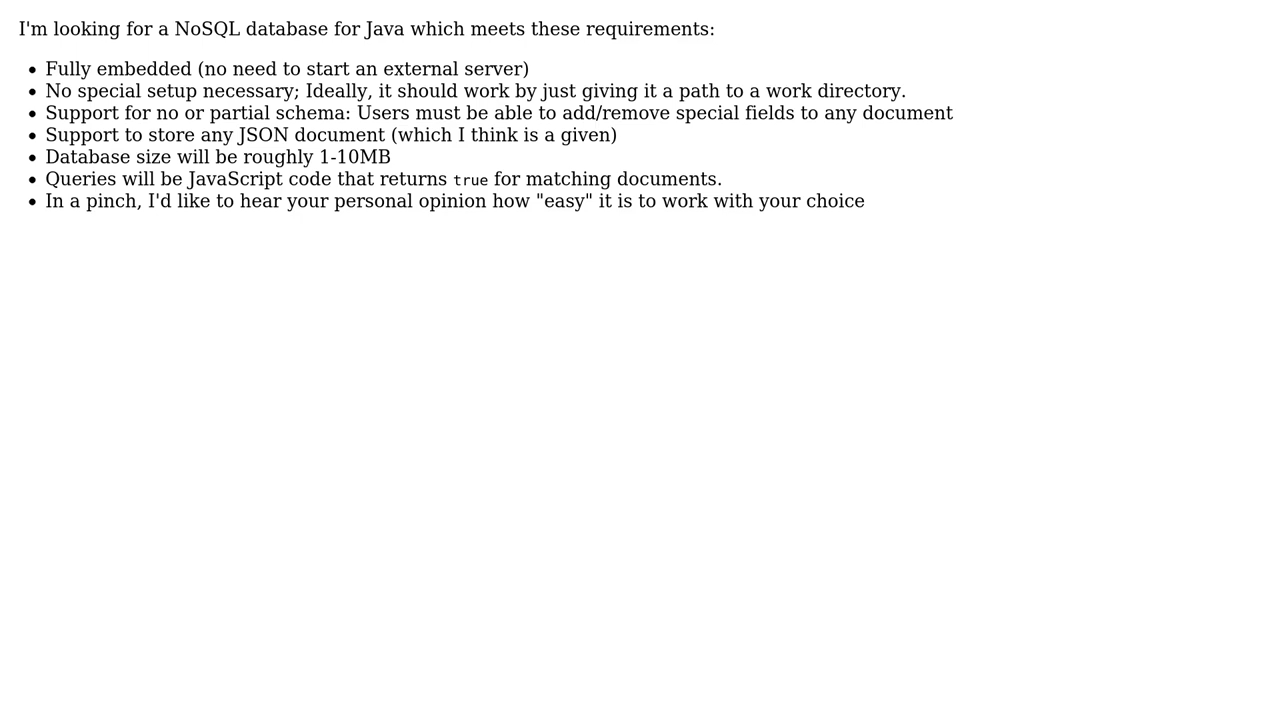 I'm looking for a NoSQL database for Java which meets these requirements:
• Fully embedded (no need to start an external server)
• No special setup necessary; Ideally, it should work by just giving it a path to a work directory.
• Support for no or partial schema: Users must be able to add/remove special fields to any document
• Support to store any JSON document (which I think is a given)
• Database size will be roughly 1-10MB
• Queries will be JavaScript code that returns true for matching documents.
• In a pinch, I'd like to hear your personal opinion how "easy" it is to work with your choice